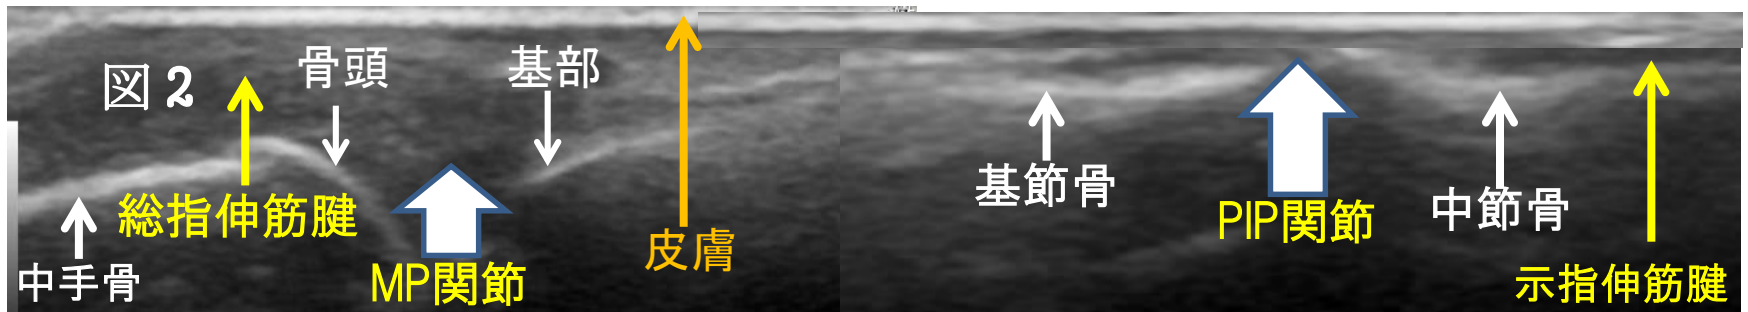 図 2
骨頭
基部
総指伸筋腱
中手骨
MP関節
皮膚
基節骨
PIP関節
中節骨
示指伸筋腱